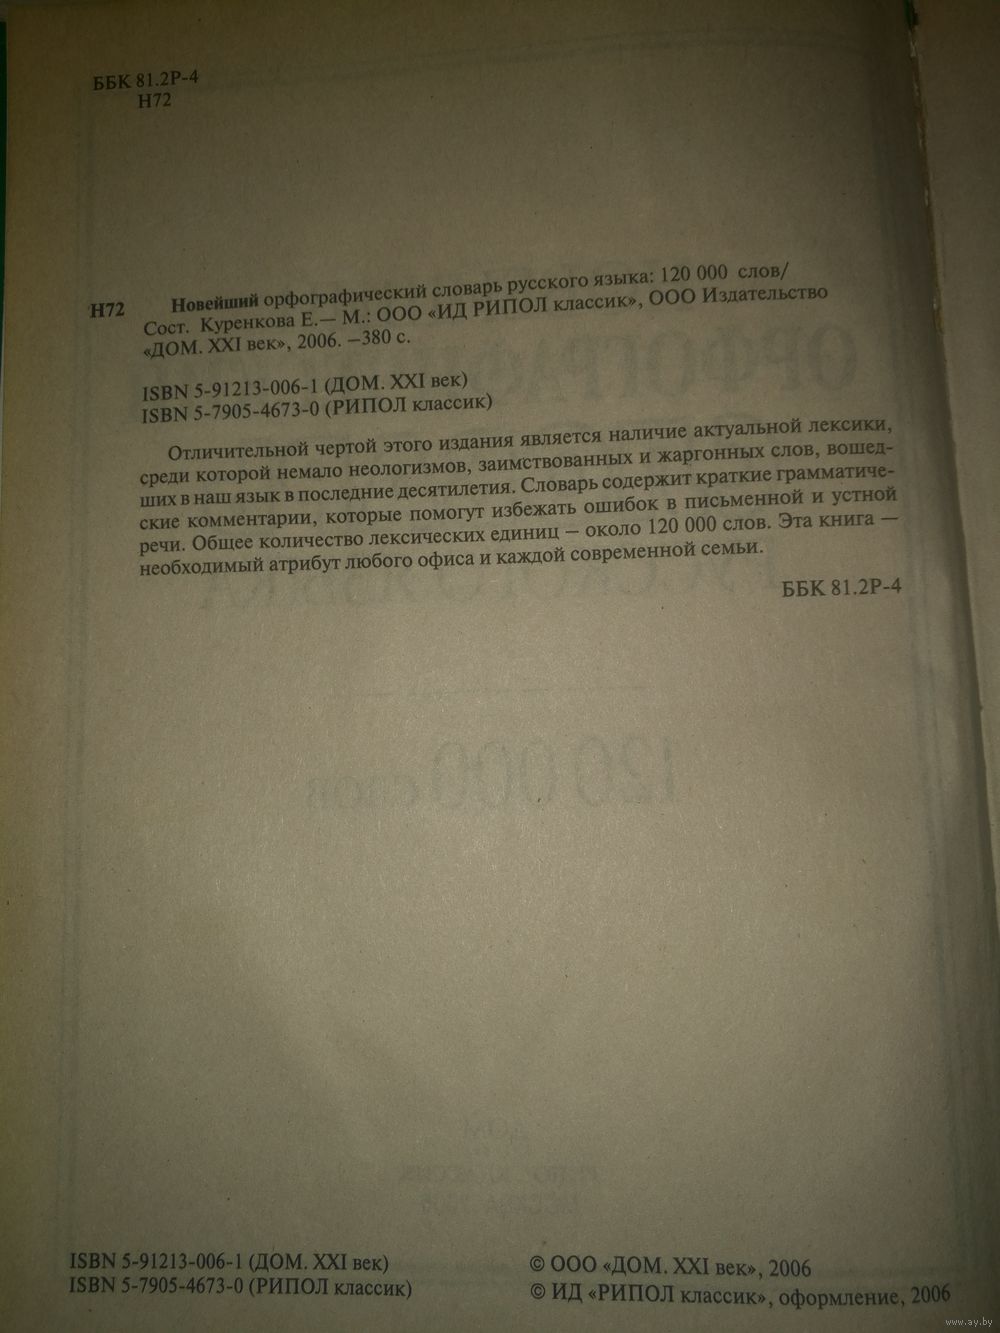 ББК 81.2Р-4
Н72
Н72 Новейший орфографический словарь русского языка: 120 000 слов/
Сост. Куренкова Е.— М.: ООО «ИД РИПОЛ классик», ООО Издательство
«ДОМ. XXI век», 2006. –380 с.
ISBN 5-91213-006-1 (ДОМ. XXI век)
ISBN 5-7905-4673-0 (РИПОЛ классик)
Отличительной чертой этого издания является наличие актуальной лексики,
среди которой немало неологизмов, заимствованных и жаргонных слов, вошед-
ших в наш язык в последние десятилетия. Словарь содержит краткие грамматиче-
ские комментарии, которые помогут избежать ошибок в письменной и устной
речи. Общее количество лексических единиц – около 120 000 слов. Эта книга —
необходимый атрибут любого офиса и каждой современной семьи.
ББК 81.2Р-4
120 000 слов
ISBN 5-91213-006-1 (ДОМ. XXI век)
ISBN 5-7905-4673-0 (РИПОЛ классик)
© ООО «ДОМ. XXI век», 2006
© ИД «РИПОЛ классик», оформление, 2006
www.ay.by